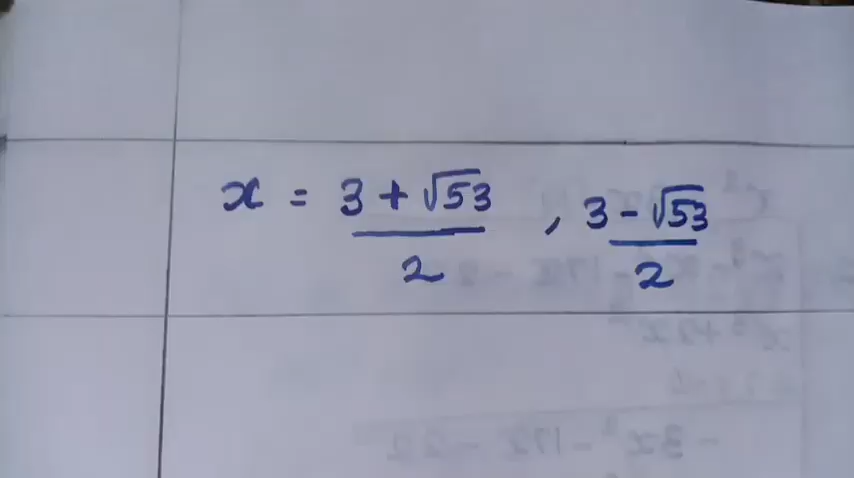 x = 3 + √53 / 2 , 3 - √53 / 2